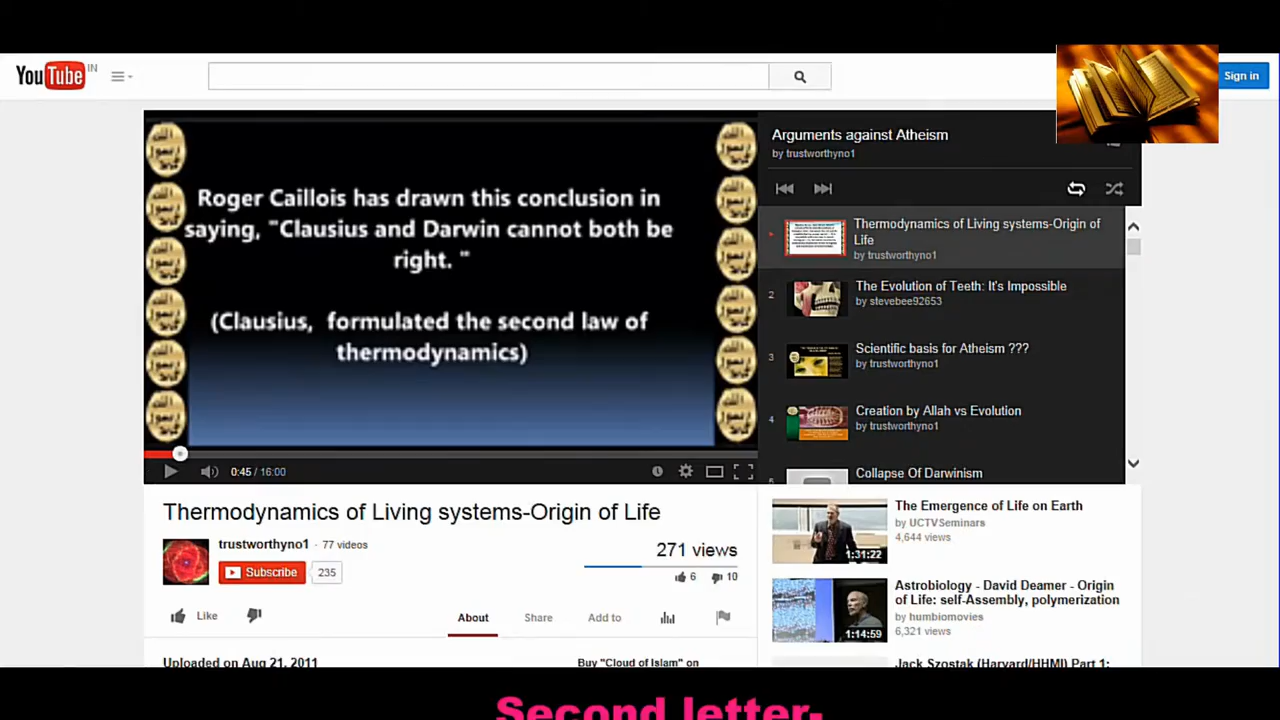 YouTube IN
Sign in
Roger Caillois has drawn this conclusion in
saying, "Clausius and Darwin cannot both be
right. "
(Clausius, formulated the second law of
thermodynamics)
0:45 / 16:00
Arguments against Atheism
by trustworthyno1
Thermodynamics of Living systems-Origin of
Life
by trustworthyno1
2
The Evolution of Teeth: It's Impossible
by stevebee92653
3
Scientific basis for Atheism ???
by trustworthyno1
4
Creation by Allah vs Evolution
by trustworthyno1
Collapse Of Darwinism
Thermodynamics of Living systems-Origin of Life
trustworthyno1 · 77 videos
Subscribe 235
271 views
6 10
Like
About Share Add to
Uploaded on Aug 21, 2011
Buy "Cloud of Islam" on
The Emergence of Life on Earth
by UCTVSeminars
4,644 views
1:31:22
Astrobiology - David Deamer - Origin
of Life: self-Assembly, polymerization
by humbiomovies
6,321 views
1:14:59
Jack Szostak (Harvard/HHMI) Part 1:
Second letter-